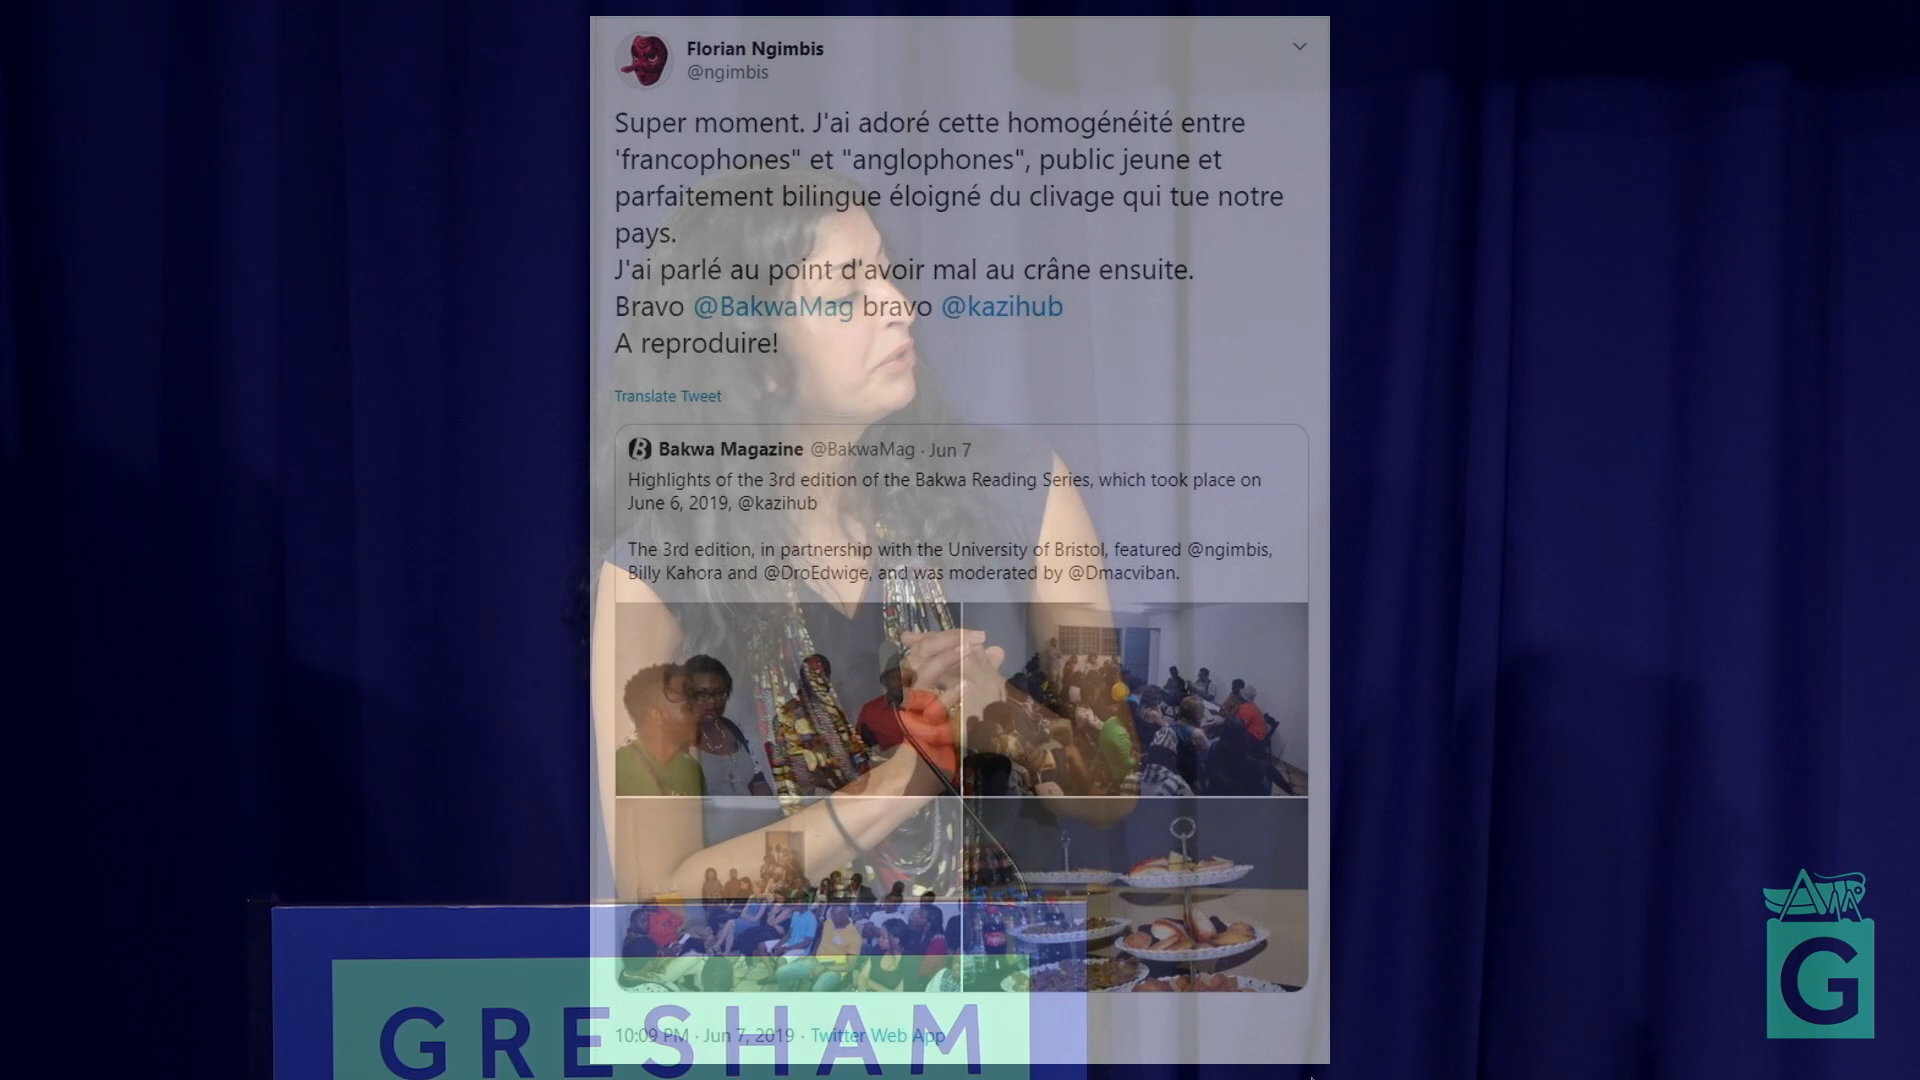 Florian Ngimbis
@ngimbis
Super moment. J'ai adoré cette homogénéité entre
'francophones" et "anglophones", public jeune et
parfaitement bilingue éloigné du clivage qui tue notre
pays.
J'ai parlé au point d'avoir mal au crâne ensuite.
Bravo @BakwaMag bravo @kazihub
A reproduire!
Translate Tweet
B Bakwa Magazine @BakwaMag · Jun 7
Highlights of the 3rd edition of the Bakwa Reading Series, which took place on
June 6, 2019, @kazihub
The 3rd edition, in partnership with the University of Bristol, featured @ngimbis,
Billy Kahora and @DroEdwige, and was moderated by @Dmacviban.
10:09 PM · Jun 7, 2019 · Twitter Web App
GRESHAM
G